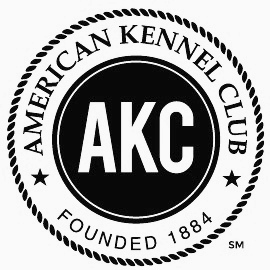 AMERICAN KENNEL CLUB
AKC
FOUNDED 1884
SM